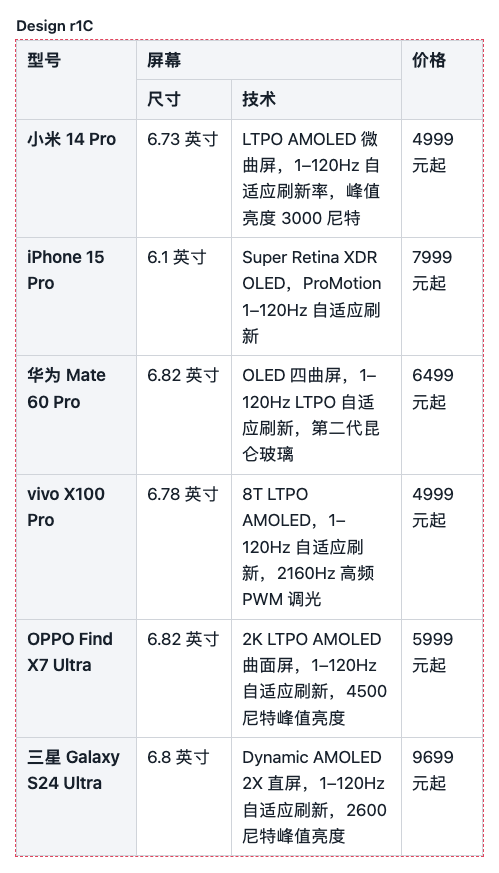 Design r1C
型号
屏幕
价格
尺寸
技术
小米 14 Pro
6.73 英寸
LTPO AMOLED 微
曲屏，1–120Hz 自
适应刷新率，峰值
亮度 3000 尼特
4999
元起
iPhone 15
Pro
6.1 英寸
Super Retina XDR
OLED，ProMotion
1–120Hz 自适应刷
新
7999
元起
华为 Mate
60 Pro
6.82 英寸
OLED 四曲屏，1–
120Hz LTPO 自适
应刷新，第二代昆
仑玻璃
6499
元起
vivo X100
Pro
6.78 英寸
8T LTPO
AMOLED，1–
120Hz 自适应刷
新，2160Hz 高频
PWM 调光
4999
元起
OPPO Find
X7 Ultra
6.82 英寸
2K LTPO AMOLED
曲面屏，1–120Hz
自适应刷新，4500
尼特峰值亮度
5999
元起
三星 Galaxy
S24 Ultra
6.8 英寸
Dynamic AMOLED
2X 直屏，1–120Hz
自适应刷新，2600
尼特峰值亮度
9699
元起